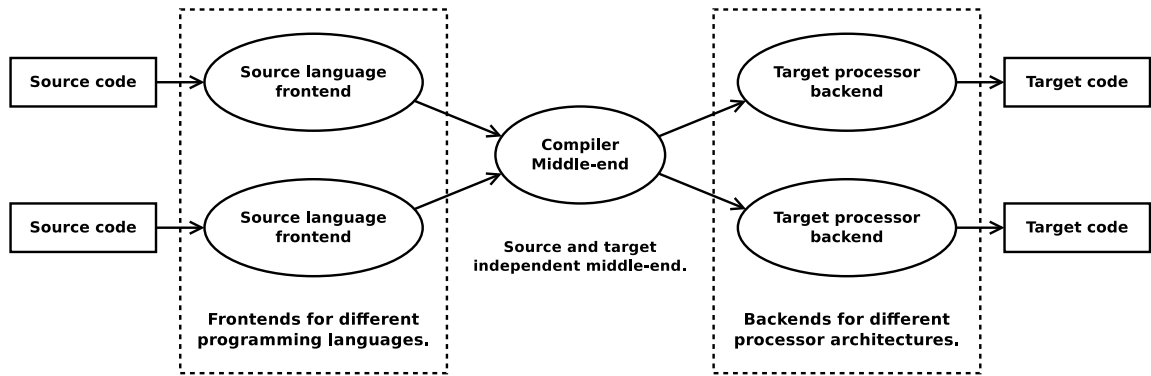 Source code
Source language
frontend
Target processor
backend
Target code
Compiler
Middle-end
Source code
Source language
frontend
Target processor
backend
Target code
Source and target
independent middle-end.
Frontends for different
programming languages.
Backends for different
processor architectures.